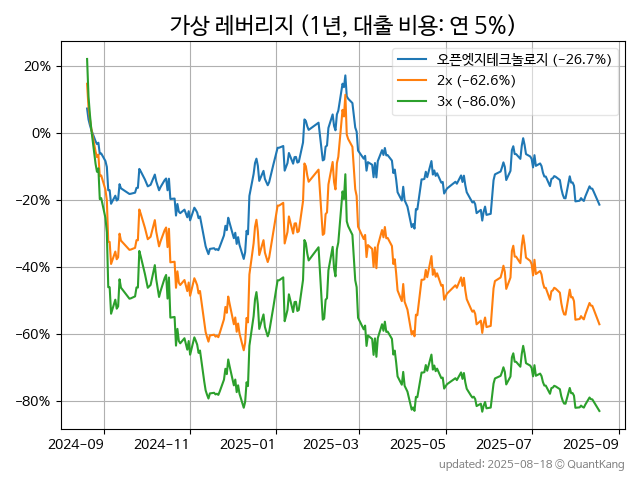 가상 레버리지 (1년, 대출 비용: 연 5%)
오픈엣지테크놀로지 (−26.7%)
2x (−62.6%)
3x (−86.0%)
20%
0%
−20%
−40%
−60%
−80%
2024-09 2024-11 2025-01 2025-03 2025-05 2025-07 2025-09
updated: 2025-08-18 © QuantKang